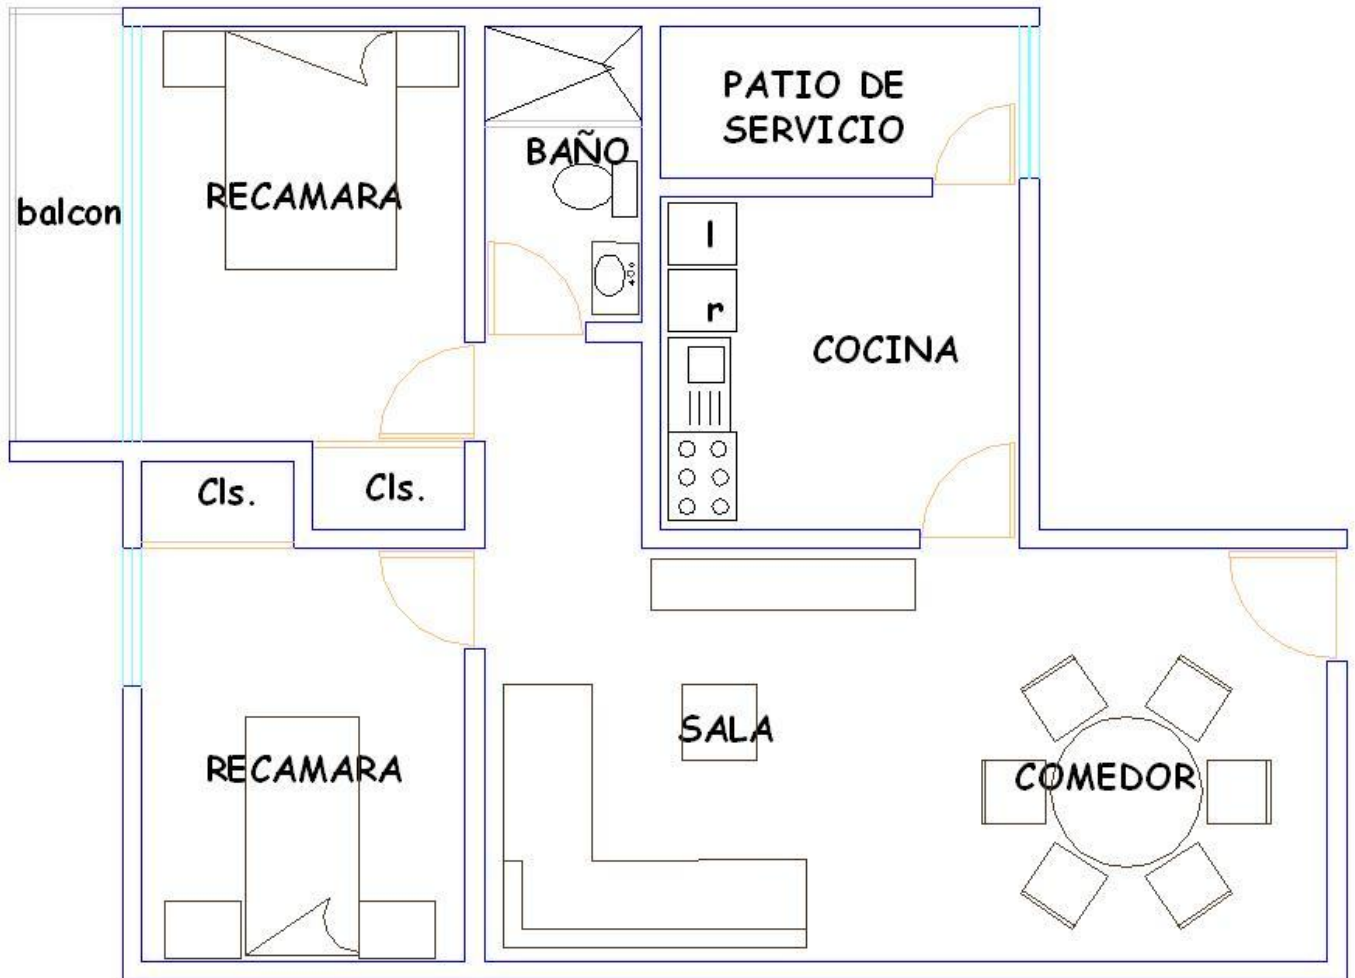 PATIO DE
SERVICIO
BAÑO
RECAMARA
balcon
l
r
COCINA
Cls.
Cls.
SALA
RECAMARA
COMEDOR